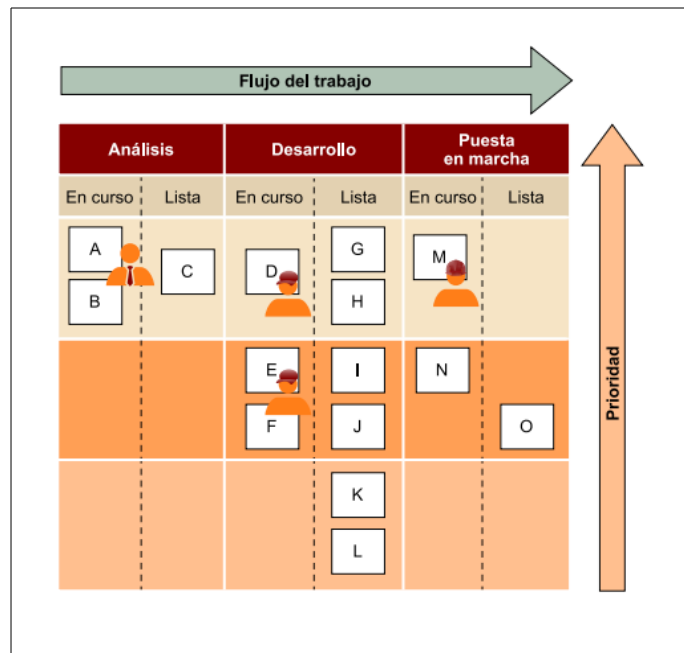 Flujo del trabajo
Análisis Desarrollo Puesta
en marcha
En curso Lista En curso Lista En curso Lista
A
B
C
D
G
H
M
E
F
I
J
N
O
K
L
Prioridad